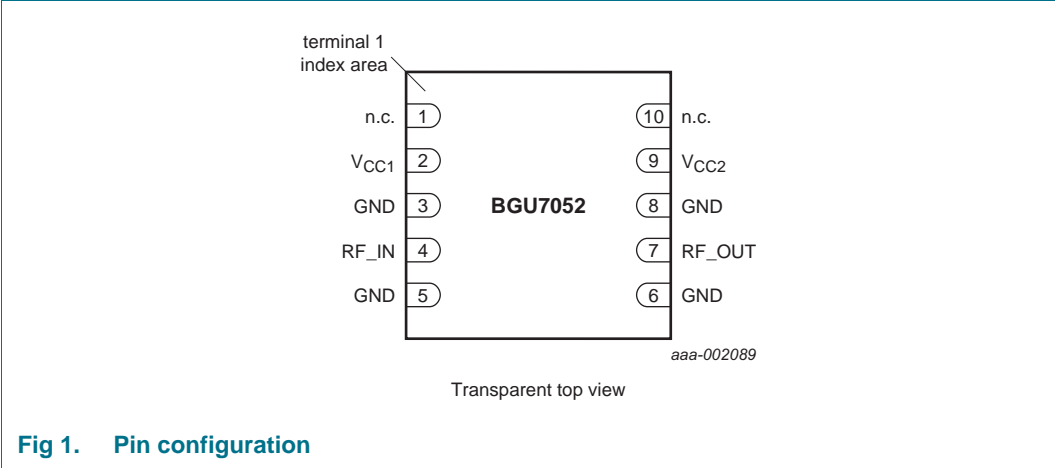 terminal 1
index area
n.c. 1 10 n.c.
VCC1 2 9 VCC2
GND 3 BGU7052 8 GND
RF_IN 4 7 RF_OUT
GND 5 6 GND
aaa-002089
Transparent top view
Fig 1. Pin configuration